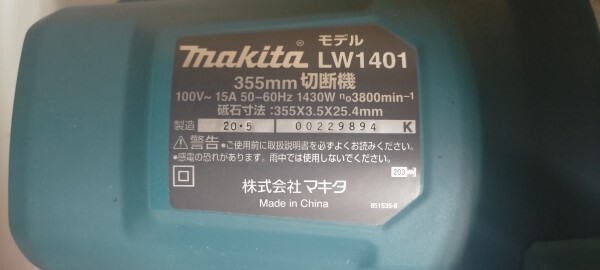 makita® モデル LW1401
355mm 切断機
100V~ 15A 50-60Hz 1430W n₀3800min⁻¹
砥石寸法:355X3.5X25.4mm
製造 20・5 00229894 K
⚠警告 ●ご使用前に取扱説明書を必ずよくお読みください。
●感電の恐れがあります。雨中では使用しないでください。
203
株式会社マキタ
Made in China 851S35-8